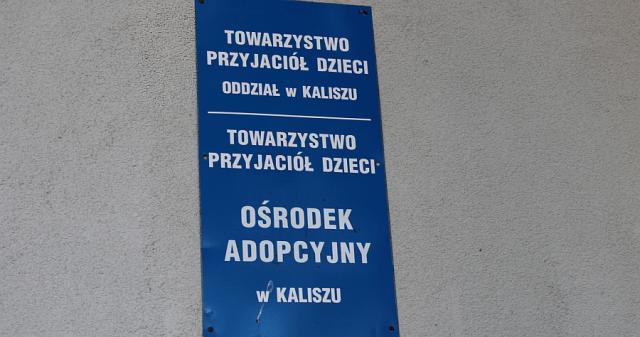 TOWARZYSTWO
PRZYJACIÓŁ DZIECI
ODDZIAŁ w KALISZU
TOWARZYSTWO
PRZYJACIÓŁ DZIECI
OŚRODEK
ADOPCYJNY
w KALISZU